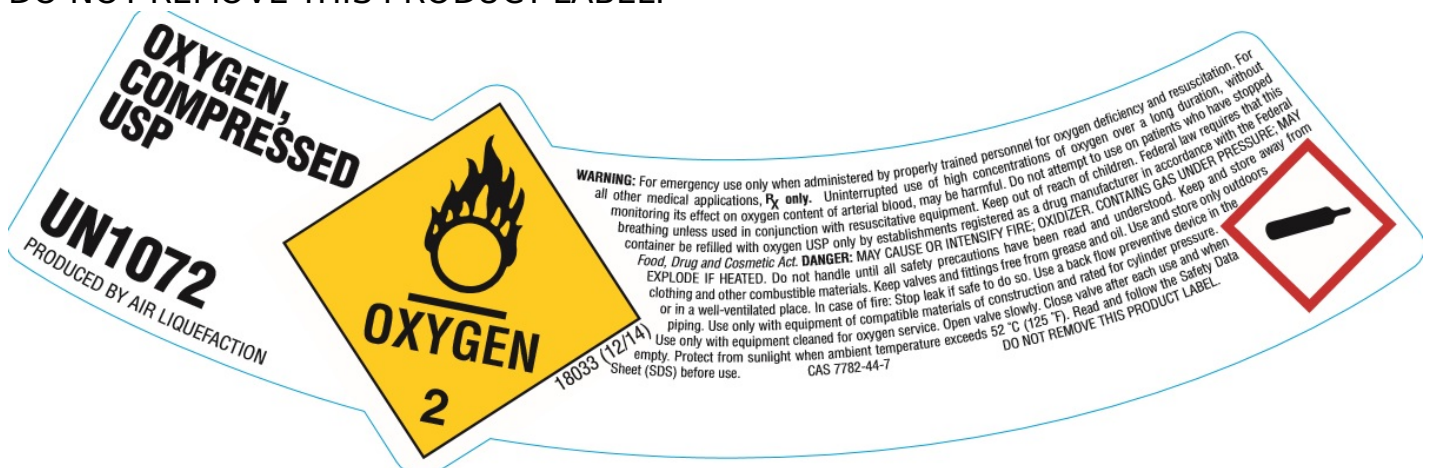 DO NOT REMOVE THIS PRODUCT LABEL.
OXYGEN,
COMPRESSED
USP
UN1072
PRODUCED BY AIR LIQUEFACTION
OXYGEN
2
18033 (12/14)
WARNING: For emergency use only when administered by properly trained personnel for oxygen deficiency and resuscitation. For
all other medical applications, Rx only. Uninterrupted use of high concentrations of oxygen over a long duration, without
monitoring its effect on oxygen content of arterial blood, may be harmful. Do not attempt to use on patients who have stopped
breathing unless used in conjunction with resuscitative equipment. Keep out of reach of children. Federal law requires that this
container be refilled with oxygen USP only by establishments registered as a drug manufacturer in accordance with the Federal
Food, Drug and Cosmetic Act. DANGER: MAY CAUSE OR INTENSIFY FIRE; OXIDIZER. CONTAINS GAS UNDER PRESSURE; MAY
EXPLODE IF HEATED. Do not handle until all safety precautions have been read and understood. Keep and store away from
clothing and other combustible materials. Keep valves and fittings free from grease and oil. Use and store only outdoors
or in a well-ventilated place. In case of fire: Stop leak if safe to do so. Use a back flow preventive device in the
piping. Use only with equipment of compatible materials of construction and rated for cylinder pressure.
Use only with equipment cleaned for oxygen service. Open valve slowly. Close valve after each use and when
empty. Protect from sunlight when ambient temperature exceeds 52 °C (125 °F). Read and follow the Safety Data
Sheet (SDS) before use. CAS 7782-44-7 DO NOT REMOVE THIS PRODUCT LABEL.